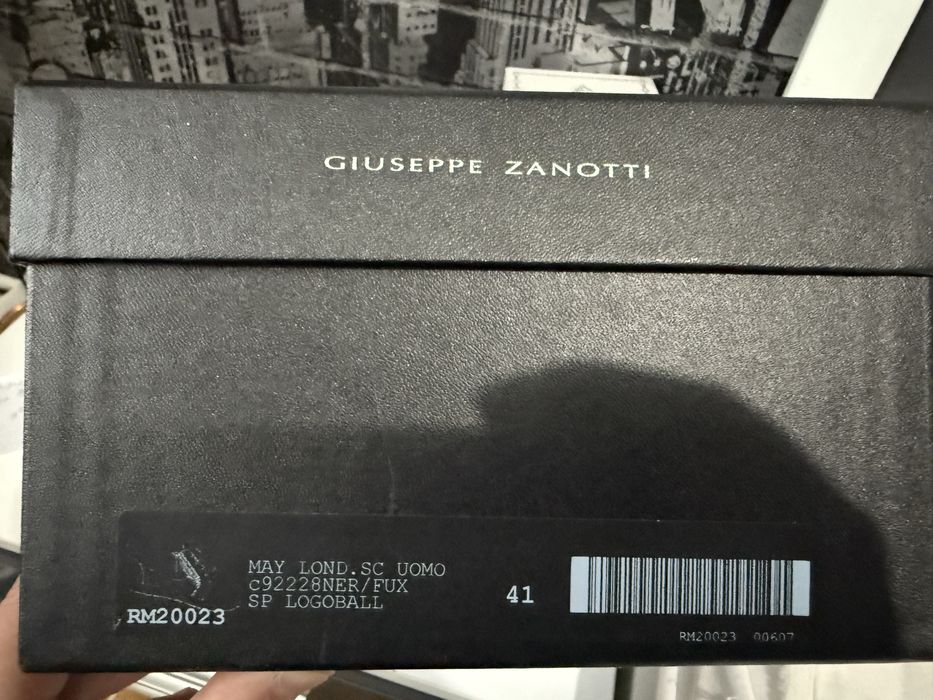 GIUSEPPE ZANOTTI
MAY LOND.SC UOMO
c92228NER/FUX
SP LOGOBALL
41
RM20023
RM20023 00607